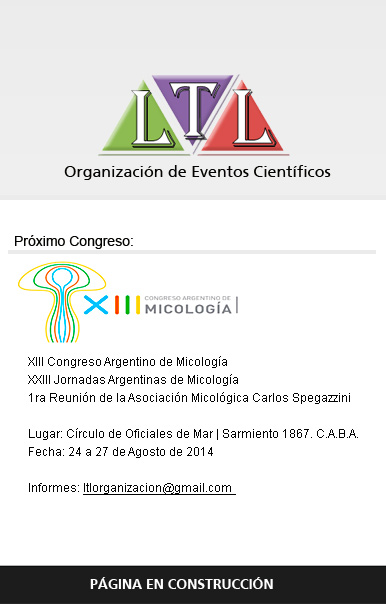 LTL
Organización de Eventos Científicos
Próximo Congreso:
XIII CONGRESO ARGENTINO DE
MICOLOGÍA
XIII Congreso Argentino de Micología
XXIII Jornadas Argentinas de Micología
1ra Reunión de la Asociación Micológica Carlos Spegazzini
Lugar: Círculo de Oficiales de Mar | Sarmiento 1867. C.A.B.A.
Fecha: 24 a 27 de Agosto de 2014
Informes: ltlorganizacion@gmail.com
PÁGINA EN CONSTRUCCIÓN